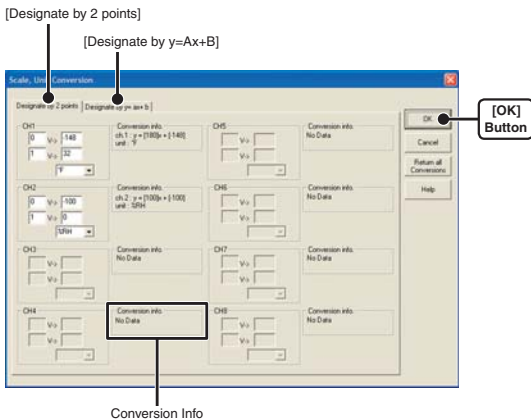 [Designate by 2 points]
[Designate by y=Ax+B]
Scale, Unit Conversion
Designate by 2 points
Designate by y= ax+ b
CH1
0 V-> -148
1 V-> 32
°F
Conversion info.
ch.1 : y = [180]x + [-148]
unit : °F
CH2
0 V-> -100
1 V-> 0
%RH
Conversion info.
ch.2 : y = [100]x + [-100]
unit : %RH
CH3
V->
V->
Conversion info.
No Data
CH4
V->
V->
Conversion info.
No Data
CH5
V->
V->
Conversion info.
No Data
CH6
V->
V->
Conversion info.
No Data
CH7
V->
V->
Conversion info.
No Data
CH8
V->
V->
Conversion info.
No Data
OK
Cancel
Return all
Conversions
Help
[OK]
Button
Conversion Info